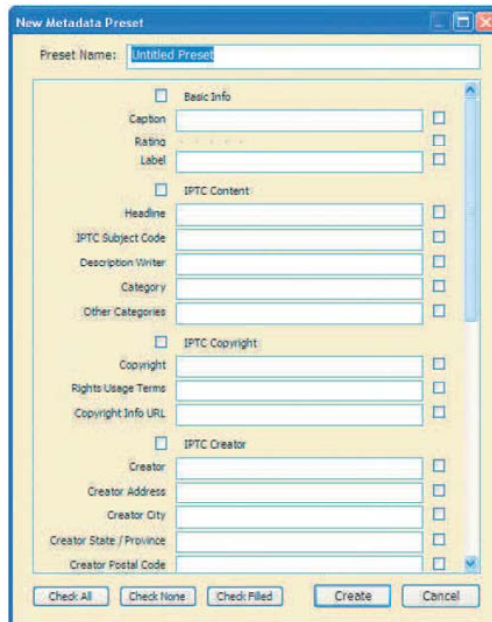 New Metadata Preset
Preset Name: Untitled Preset
Basic Info
Caption
Rating
Label
IPTC Content
Headline
IPTC Subject Code
Description Writer
Category
Other Categories
IPTC Copyright
Copyright
Rights Usage Terms
Copyright Info URL
IPTC Creator
Creator
Creator Address
Creator City
Creator State / Province
Creator Postal Code
Check All Check None Check Filled Create Cancel